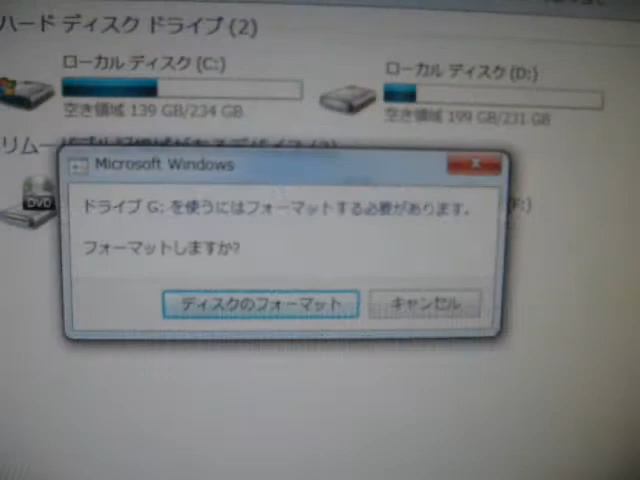 ハード ディスク ドライブ (2)
ローカル ディスク (C:)
空き領域 139 GB/234 GB
ローカル ディスク (D:)
空き領域 199 GB/231 GB
Microsoft Windows
DVD
ドライブ G: を使うにはフォーマットする必要があります。
フォーマットしますか?
ディスクのフォーマット
キャンセル